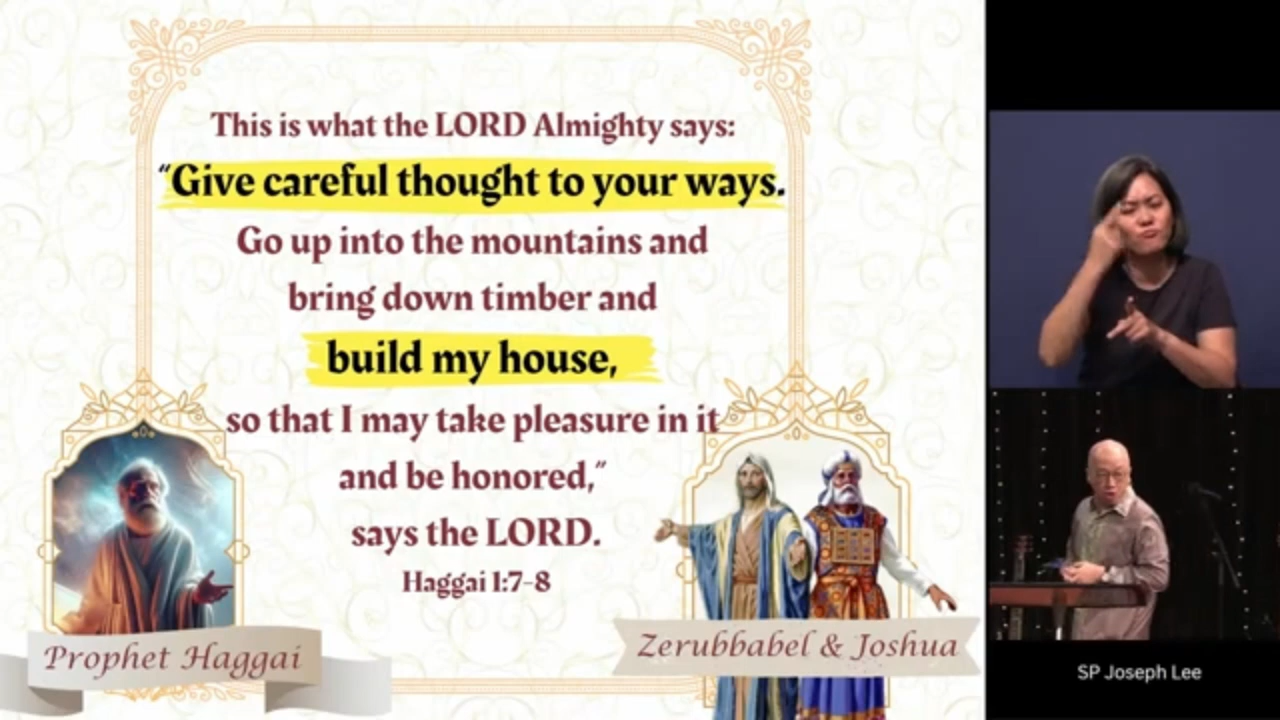 This is what the LORD Almighty says:
“Give careful thought to your ways.
Go up into the mountains and
bring down timber and
build my house,
so that I may take pleasure in it
and be honored,”
says the LORD.
Haggai 1:7-8
Prophet Haggai
Zerubbabel & Joshua
SP Joseph Lee